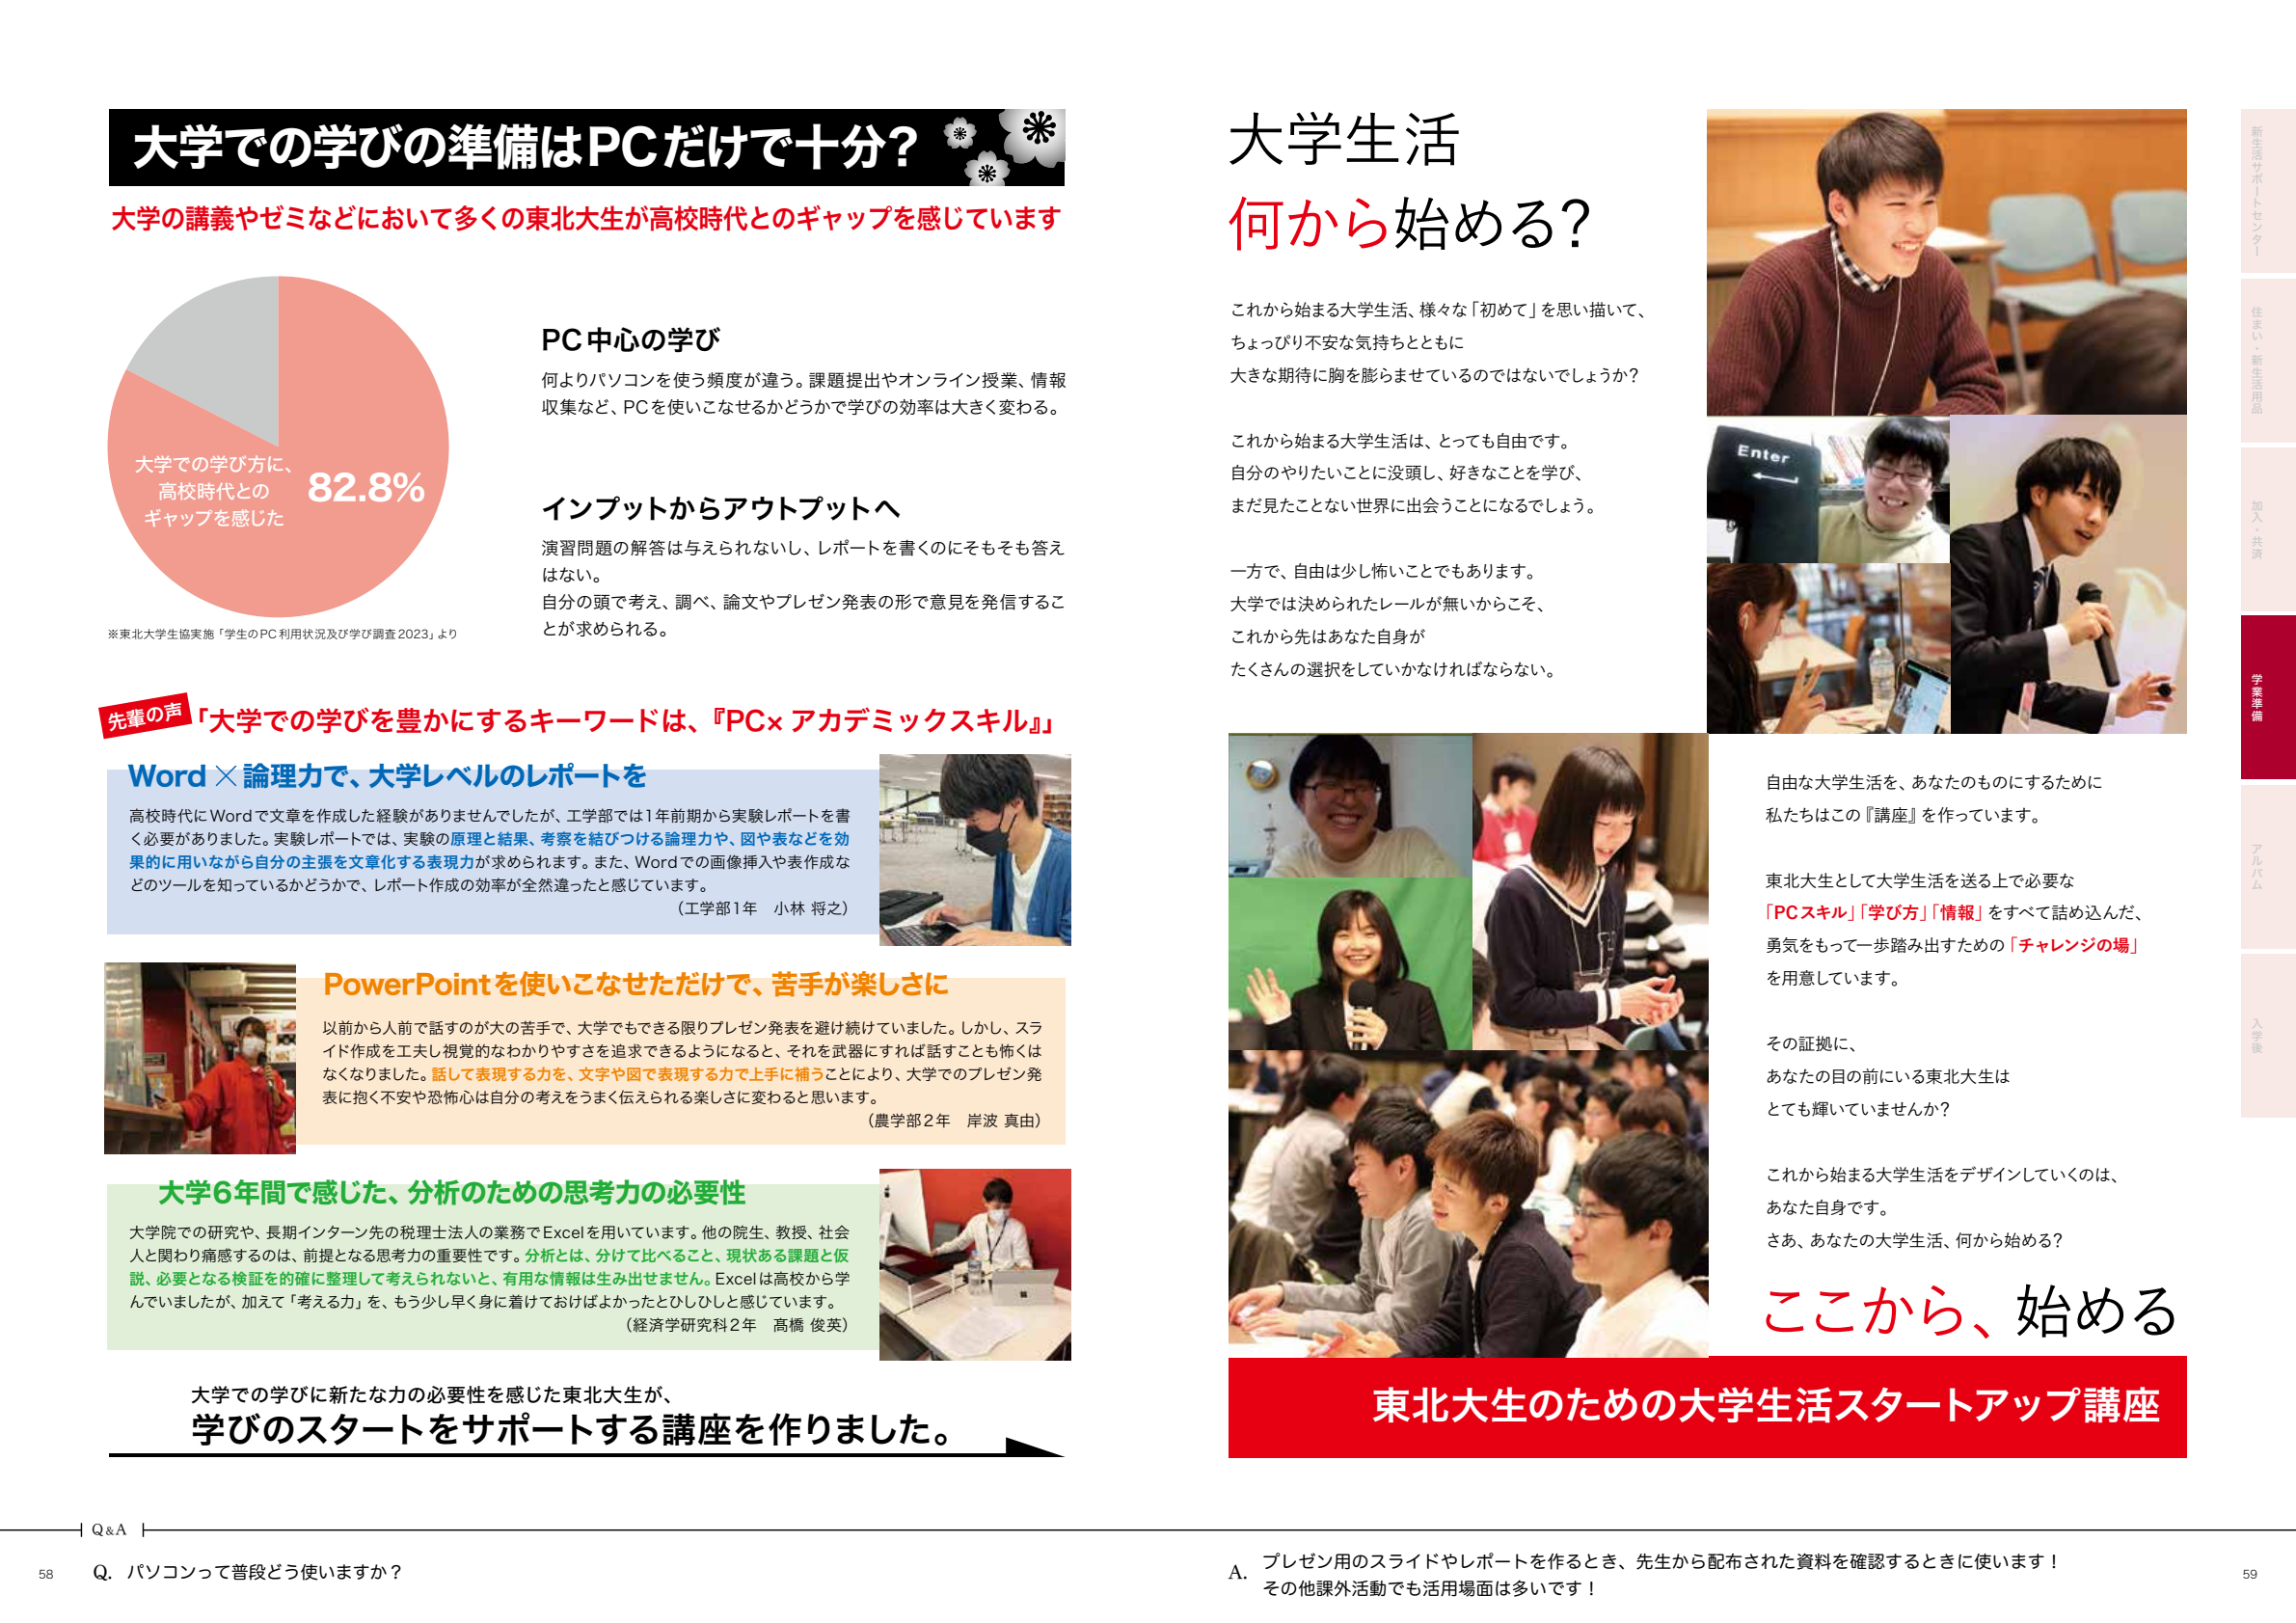 大学での学びの準備はPCだけで十分？
大学の講義やゼミなどにおいて多くの東北大生が高校時代とのギャップを感じています
大学での学び方に、
高校時代との
ギャップを感じた
82.8%
※東北大学生協実施「学生のPC利用状況及び学び調査2023」より
PC中心の学び
何よりパソコンを使う頻度が違う。課題提出やオンライン授業、情報
収集など、PCを使いこなせるかどうかで学びの効率は大きく変わる。
インプットからアウトプットへ
演習問題の解答は与えられないし、レポートを書くのにそもそも答え
はない。
自分の頭で考え、調べ、論文やプレゼン発表の形で意見を発信するこ
とが求められる。
先輩の声
「大学での学びを豊かにするキーワードは、『PC×アカデミックスキル』」
Word×論理力で、大学レベルのレポートを
高校時代にWordで文章を作成した経験がありませんでしたが、工学部では1年前期から実験レポートを書
く必要がありました。実験レポートでは、実験の原理と結果、考察を結びつける論理力や、図や表などを効
果的に用いながら自分の主張を文章化する表現力が求められます。また、Wordでの画像挿入や表作成な
どのツールを知っているかどうかで、レポート作成の効率が全然違ったと感じています。
（工学部1年　小林 将之）
PowerPointを使いこなせただけで、苦手が楽しさに
以前から人前で話すのが大の苦手で、大学でもできる限りプレゼン発表を避け続けていました。しかし、スラ
イド作成を工夫し視覚的なわかりやすさを追求できるようになると、それを武器にすれば話すことも怖くは
なくなりました。話して表現する力を、文字や図で表現する力で上手に補うことにより、大学でのプレゼン発
表に抱く不安や恐怖心は自分の考えをうまく伝えられる楽しさに変わると思います。
（農学部2年　岸波 真由）
大学6年間で感じた、分析のための思考力の必要性
大学院での研究や、長期インターン先の税理士法人の業務でExcelを用いています。他の院生、教授、社会
人と関わり痛感するのは、前提となる思考力の重要性です。分析とは、分けて比べること、現状ある課題と仮
説、必要となる検証を的確に整理して考えられないと、有用な情報は生み出せません。Excelは高校から学
んでいましたが、加えて「考える力」を、もう少し早く身に着けておけばよかったとひしひしと感じています。
（経済学研究科2年　髙橋 俊英）
大学での学びに新たな力の必要性を感じた東北大生が、
学びのスタートをサポートする講座を作りました。
大学生活
何から始める？
これから始まる大学生活、様々な「初めて」を思い描いて、
ちょっぴり不安な気持ちとともに
大きな期待に胸を膨らませているのではないでしょうか？
これから始まる大学生活は、とっても自由です。
自分のやりたいことに没頭し、好きなことを学び、
まだ見たことない世界に出会うことになるでしょう。
一方で、自由は少し怖いことでもあります。
大学では決められたレールが無いからこそ、
これから先はあなた自身が
たくさんの選択をしていかなければならない。
Enter
自由な大学生活を、あなたのものにするために
私たちはこの『講座』を作っています。
東北大生として大学生活を送る上で必要な
「PCスキル」「学び方」「情報」をすべて詰め込んだ、
勇気をもって一歩踏み出すための「チャレンジの場」
を用意しています。
その証拠に、
あなたの目の前にいる東北大生は
とても輝いていませんか？
これから始まる大学生活をデザインしていくのは、
あなた自身です。
さあ、あなたの大学生活、何から始める？
ここから、始める
東北大生のための大学生活スタートアップ講座
新生活サポートセンター
住まい・新生活用品
加入・共済
学業準備
アルバム
入学後
Q&A
58
Q. パソコンって普段どう使いますか？
A. プレゼン用のスライドやレポートを作るとき、先生から配布された資料を確認するときに使います！
その他課外活動でも活用場面は多いです！
59